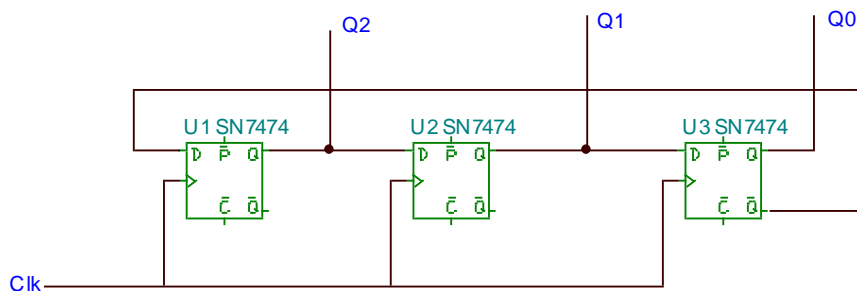 Q2
Q1
Q0
U1 SN7474
U2 SN7474
U3 SN7474
D P̅ Q
D P̅ Q
D P̅ Q
C̅ Q̅
C̅ Q̅
C̅ Q̅
Clk